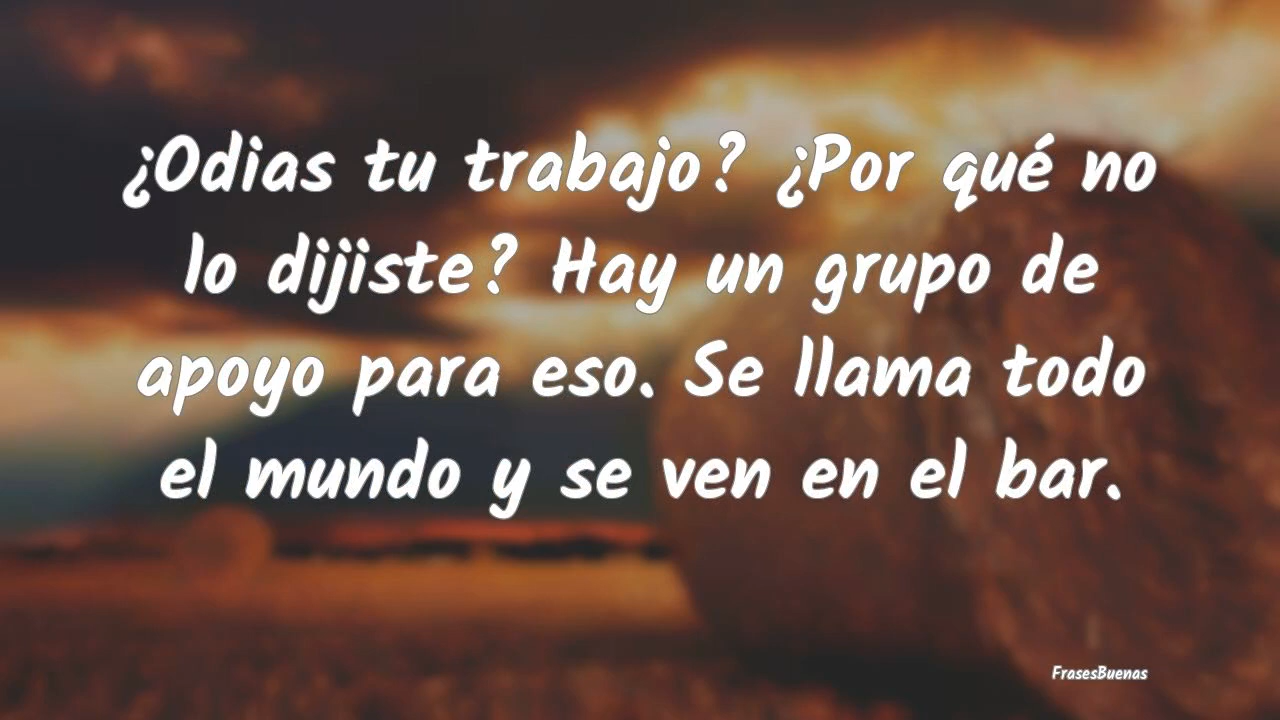 ¿Odias tu trabajo? ¿Por qué no
lo dijiste? Hay un grupo de
apoyo para eso. Se llama todo
el mundo y se ven en el bar.
FrasesBuenas